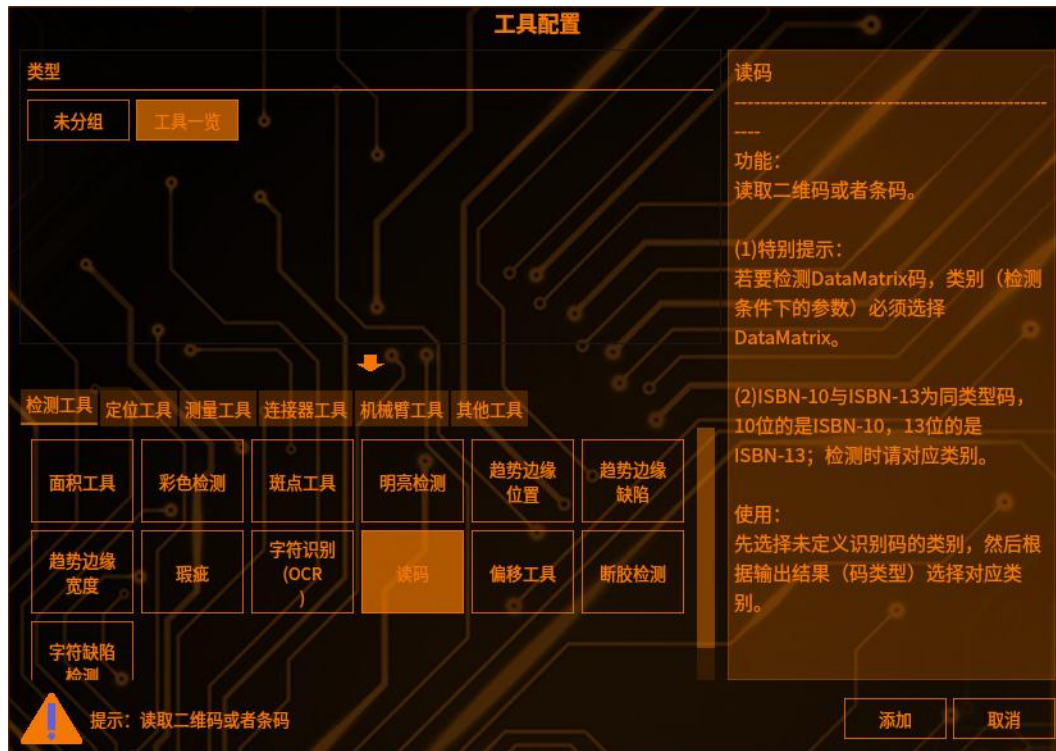 工具配置
类型
未分组
工具一览
检测工具
定位工具
测量工具
连接器工具
机械臂工具
其他工具
面积工具
彩色检测
斑点工具
明亮检测
趋势边缘
位置
趋势边缘
缺陷
趋势边缘
宽度
瑕疵
字符识别
(OCR
)
读码
偏移工具
断胶检测
字符缺陷
检测
读码
-----------------------------------------------
----
功能：
读取二维码或者条码。
(1)特别提示：
若要检测DataMatrix码，类别（检测
条件下的参数）必须选择
DataMatrix。
(2)ISBN-10与ISBN-13为同类型码，
10位的是ISBN-10，13位的是
ISBN-13；检测时请对应类别。
使用：
先选择未定义识别码的类别，然后根
据输出结果（码类型）选择对应类
别。
提示：读取二维码或者条码
添加
取消